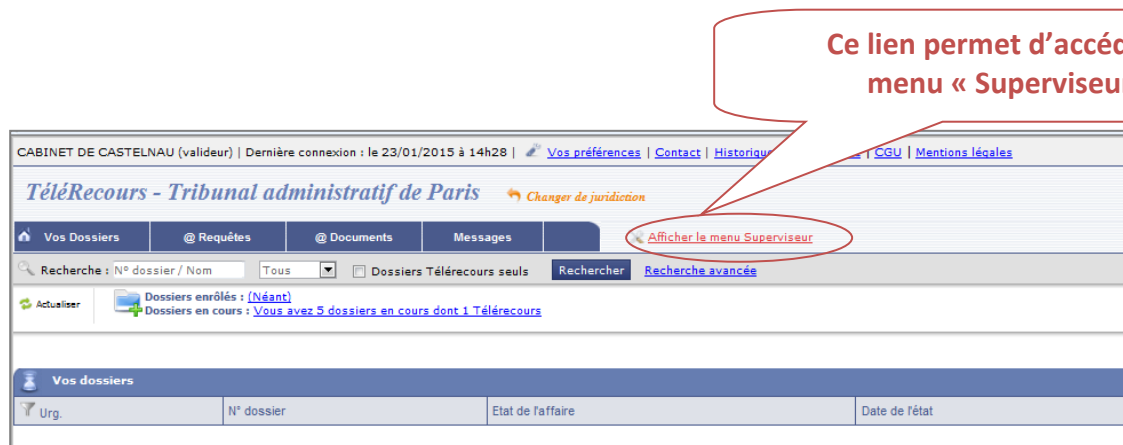 Ce lien permet d’accéd
menu « Superviseur
CABINET DE CASTELNAU (valideur) | Dernière connexion : le 23/01/2015 à 14h28 | Vos préférences | Contact | Historique | CGU | Mentions légales
TéléRecours - Tribunal administratif de Paris Changer de juridiction
Vos Dossiers @ Requêtes @ Documents Messages Afficher le menu Superviseur
Recherche : N° dossier / Nom Tous Dossiers Télérecours seuls Rechercher Recherche avancée
Actualiser Dossiers enrôlés : (Néant)
Dossiers en cours : Vous avez 5 dossiers en cours dont 1 Télérecours
Vos dossiers
Urg. N° dossier Etat de l'affaire Date de l'état